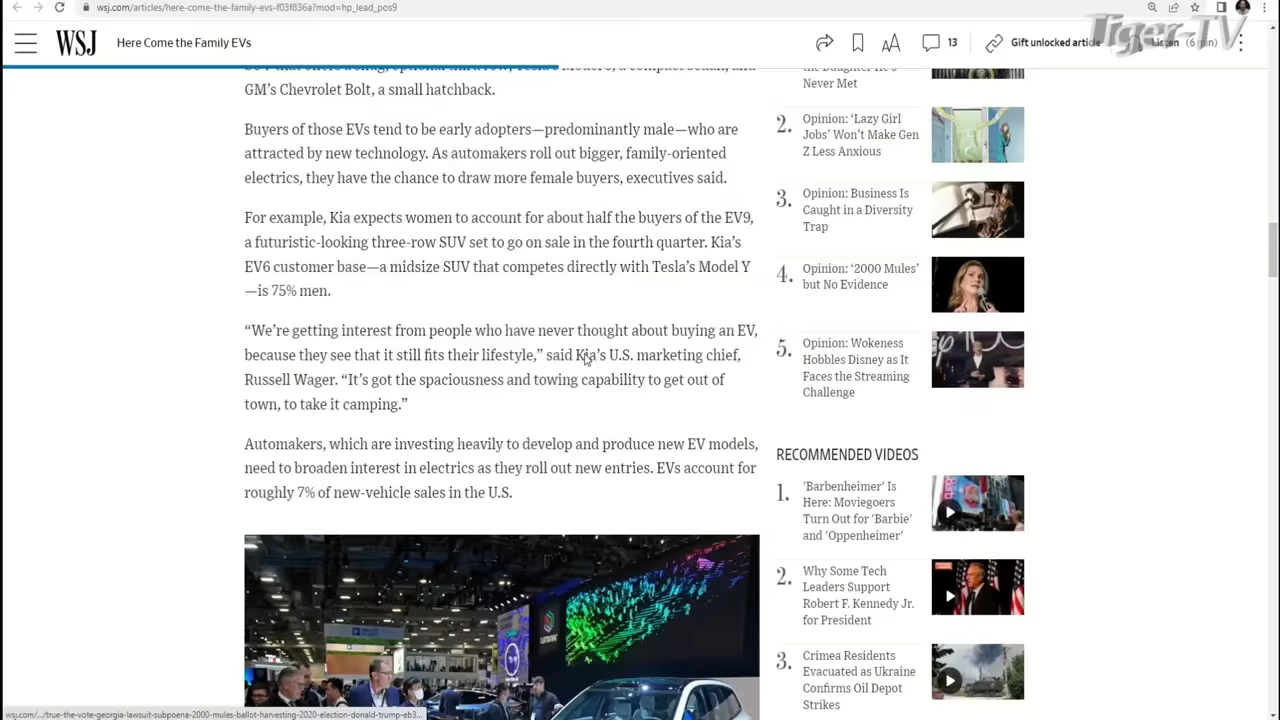 wsj.com/articles/here-come-the-family-evs-f03f836a?mod=hp_lead_pos9
Tiger-TV
WSJ
Here Come the Family EVs
13
Gift unlocked article
Listen (6 min)
GM's Chevrolet Bolt, a small hatchback.
Buyers of those EVs tend to be early adopters—predominantly male—who are
attracted by new technology. As automakers roll out bigger, family-oriented
electrics, they have the chance to draw more female buyers, executives said.
For example, Kia expects women to account for about half the buyers of the EV9,
a futuristic-looking three-row SUV set to go on sale in the fourth quarter. Kia's
EV6 customer base—a midsize SUV that competes directly with Tesla's Model Y
—is 75% men.
“We're getting interest from people who have never thought about buying an EV,
because they see that it still fits their lifestyle,” said Kia's U.S. marketing chief,
Russell Wager. “It's got the spaciousness and towing capability to get out of
town, to take it camping.”
Automakers, which are investing heavily to develop and produce new EV models,
need to broaden interest in electrics as they roll out new entries. EVs account for
roughly 7% of new-vehicle sales in the U.S.
the Daughter He's
Never Met
2.
Opinion: ‘Lazy Girl
Jobs’ Won't Make Gen
Z Less Anxious
3.
Opinion: Business Is
Caught in a Diversity
Trap
4.
Opinion: ‘2000 Mules’
but No Evidence
5.
Opinion: Wokeness
Hobbles Disney as It
Faces the Streaming
Challenge
RECOMMENDED VIDEOS
1.
'Barbenheimer' Is
Here: Moviegoers
Turn Out for 'Barbie'
and 'Oppenheimer'
2.
Why Some Tech
Leaders Support
Robert F. Kennedy Jr.
for President
3.
Crimea Residents
Evacuated as Ukraine
Confirms Oil Depot
Strikes
wsj.com/.../true-the-vote-georgia-lawsuit-subpoena-2000-mules-ballot-harvesting-2020-election-donald-trump-eb3...